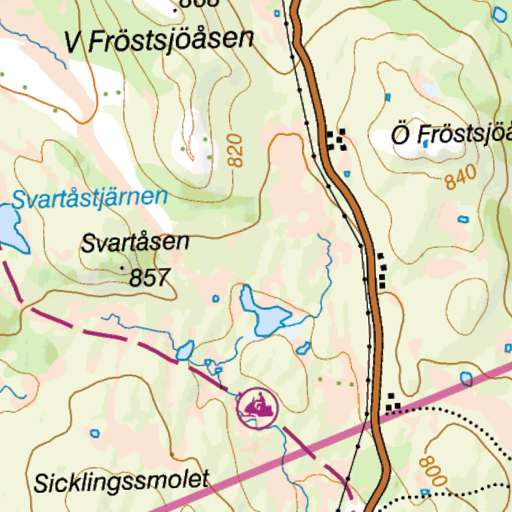 V Fröstsjöåsen
820
Ö Fröstsjöå
840
Svartåstjärnen
Svartåsen
857
800
Sicklingssmolet